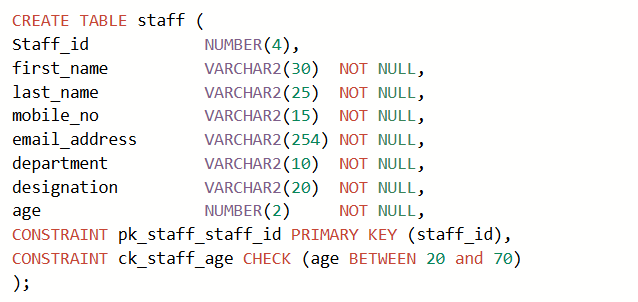 CREATE TABLE staff (
Staff_id NUMBER(4),
first_name VARCHAR2(30) NOT NULL,
last_name VARCHAR2(25) NOT NULL,
mobile_no VARCHAR2(15) NOT NULL,
email_address VARCHAR2(254) NOT NULL,
department VARCHAR2(10) NOT NULL,
designation VARCHAR2(20) NOT NULL,
age NUMBER(2) NOT NULL,
CONSTRAINT pk_staff_staff_id PRIMARY KEY (staff_id),
CONSTRAINT ck_staff_age CHECK (age BETWEEN 20 and 70)
);